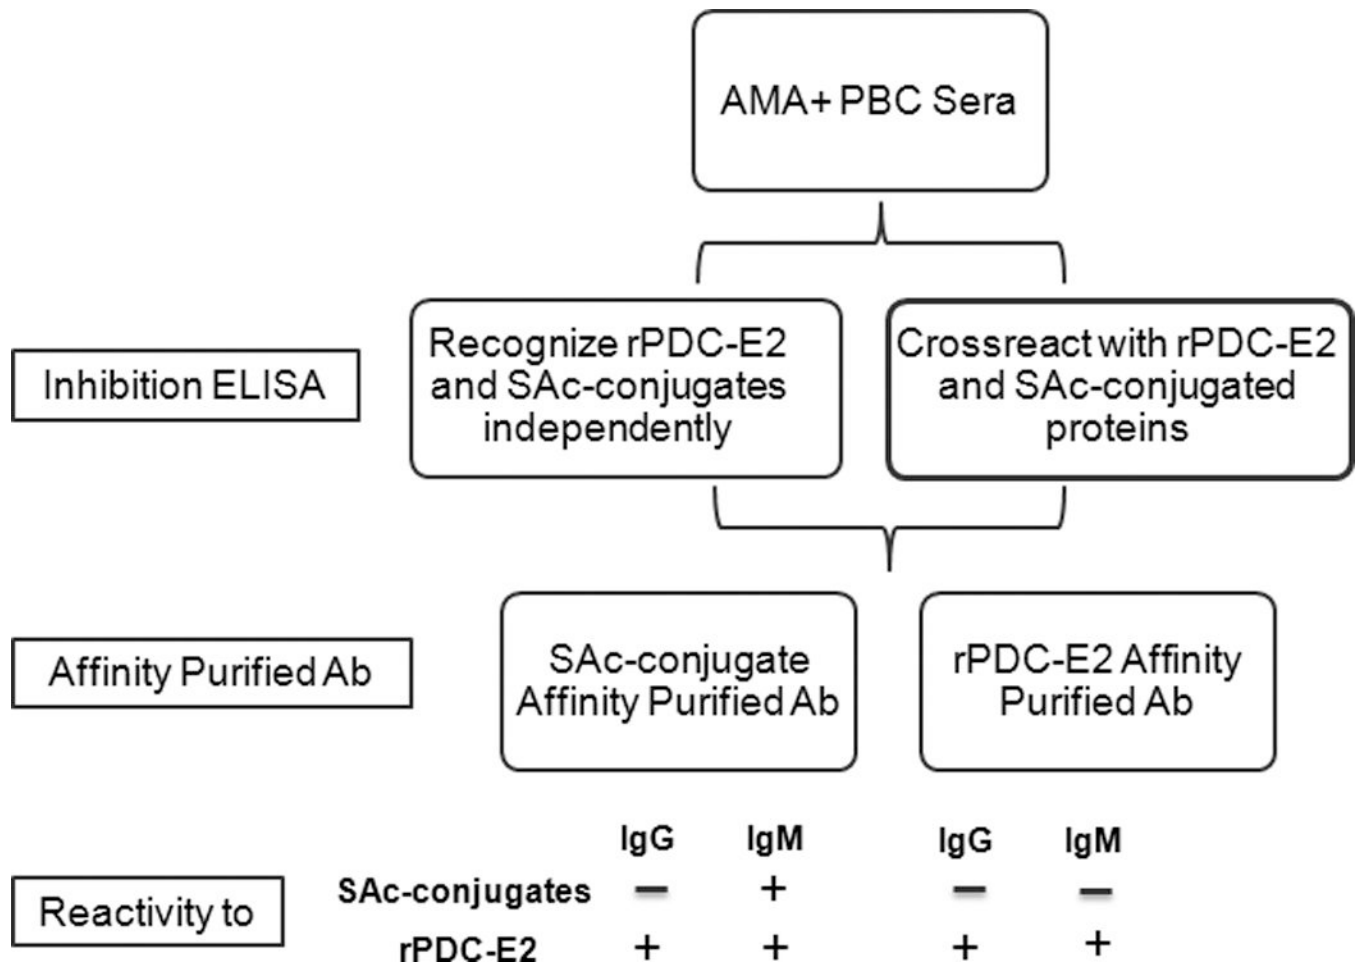 AMA+ PBC Sera
Inhibition ELISA
Recognize rPDC-E2
and SAc-conjugates
independently
Crossreact with rPDC-E2
and SAc-conjugated
proteins
Affinity Purified Ab
SAc-conjugate
Affinity Purified Ab
rPDC-E2 Affinity
Purified Ab
IgG IgM IgG IgM
Reactivity to
SAc-conjugates − + − −
rPDC-E2 + + + +